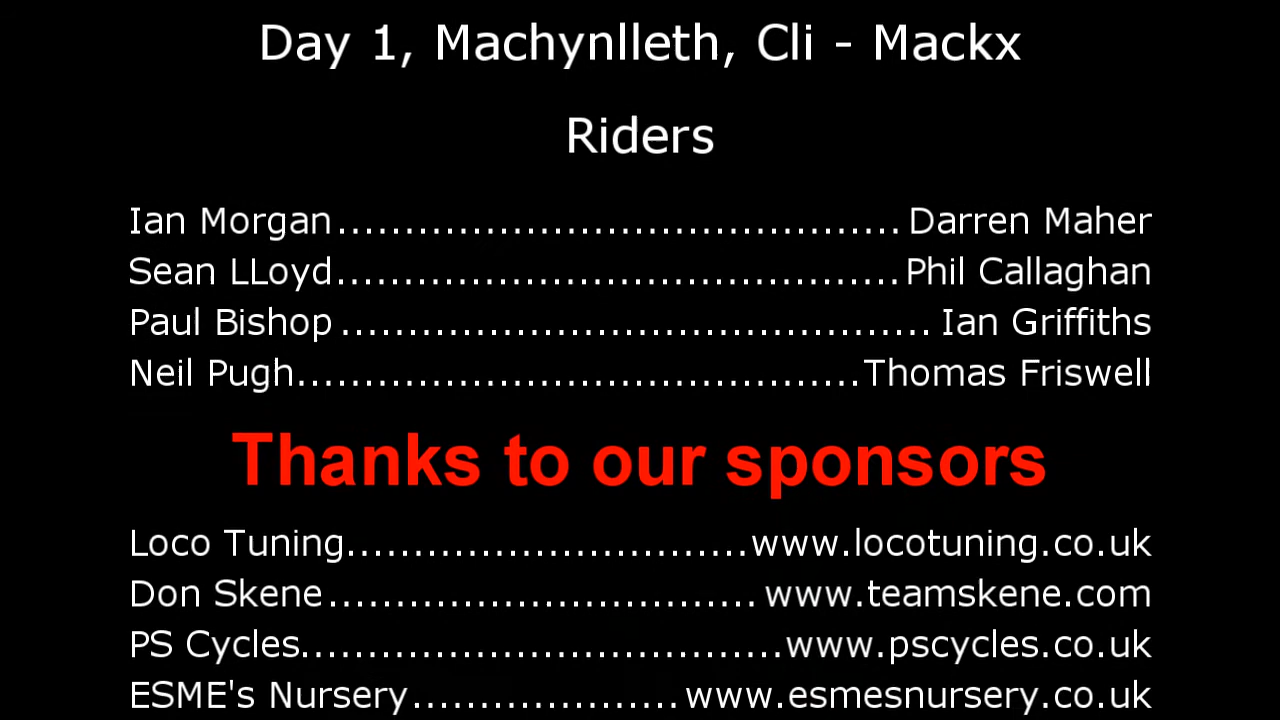 Day 1, Machynlleth, Cli - Mackx
Riders
Ian Morgan..........................................Darren Maher
Sean LLoyd..........................................Phil Callaghan
Paul Bishop............................................Ian Griffiths
Neil Pugh..........................................Thomas Friswell
Thanks to our sponsors
Loco Tuning..............................www.locotuning.co.uk
Don Skene................................www.teamskene.com
PS Cycles....................................www.pscycles.co.uk
ESME's Nursery....................www.esmesnursery.co.uk